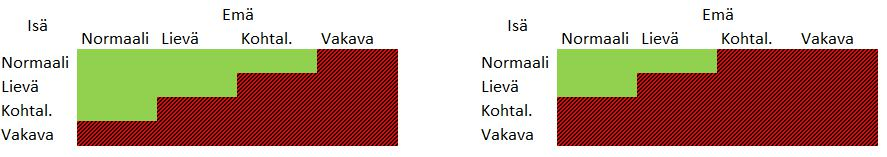 Isä Emä
Normaali Lievä Kohtal. Vakava
Normaali
Lievä
Kohtal.
Vakava
Isä Emä
Normaali Lievä Kohtal. Vakava
Normaali
Lievä
Kohtal.
Vakava